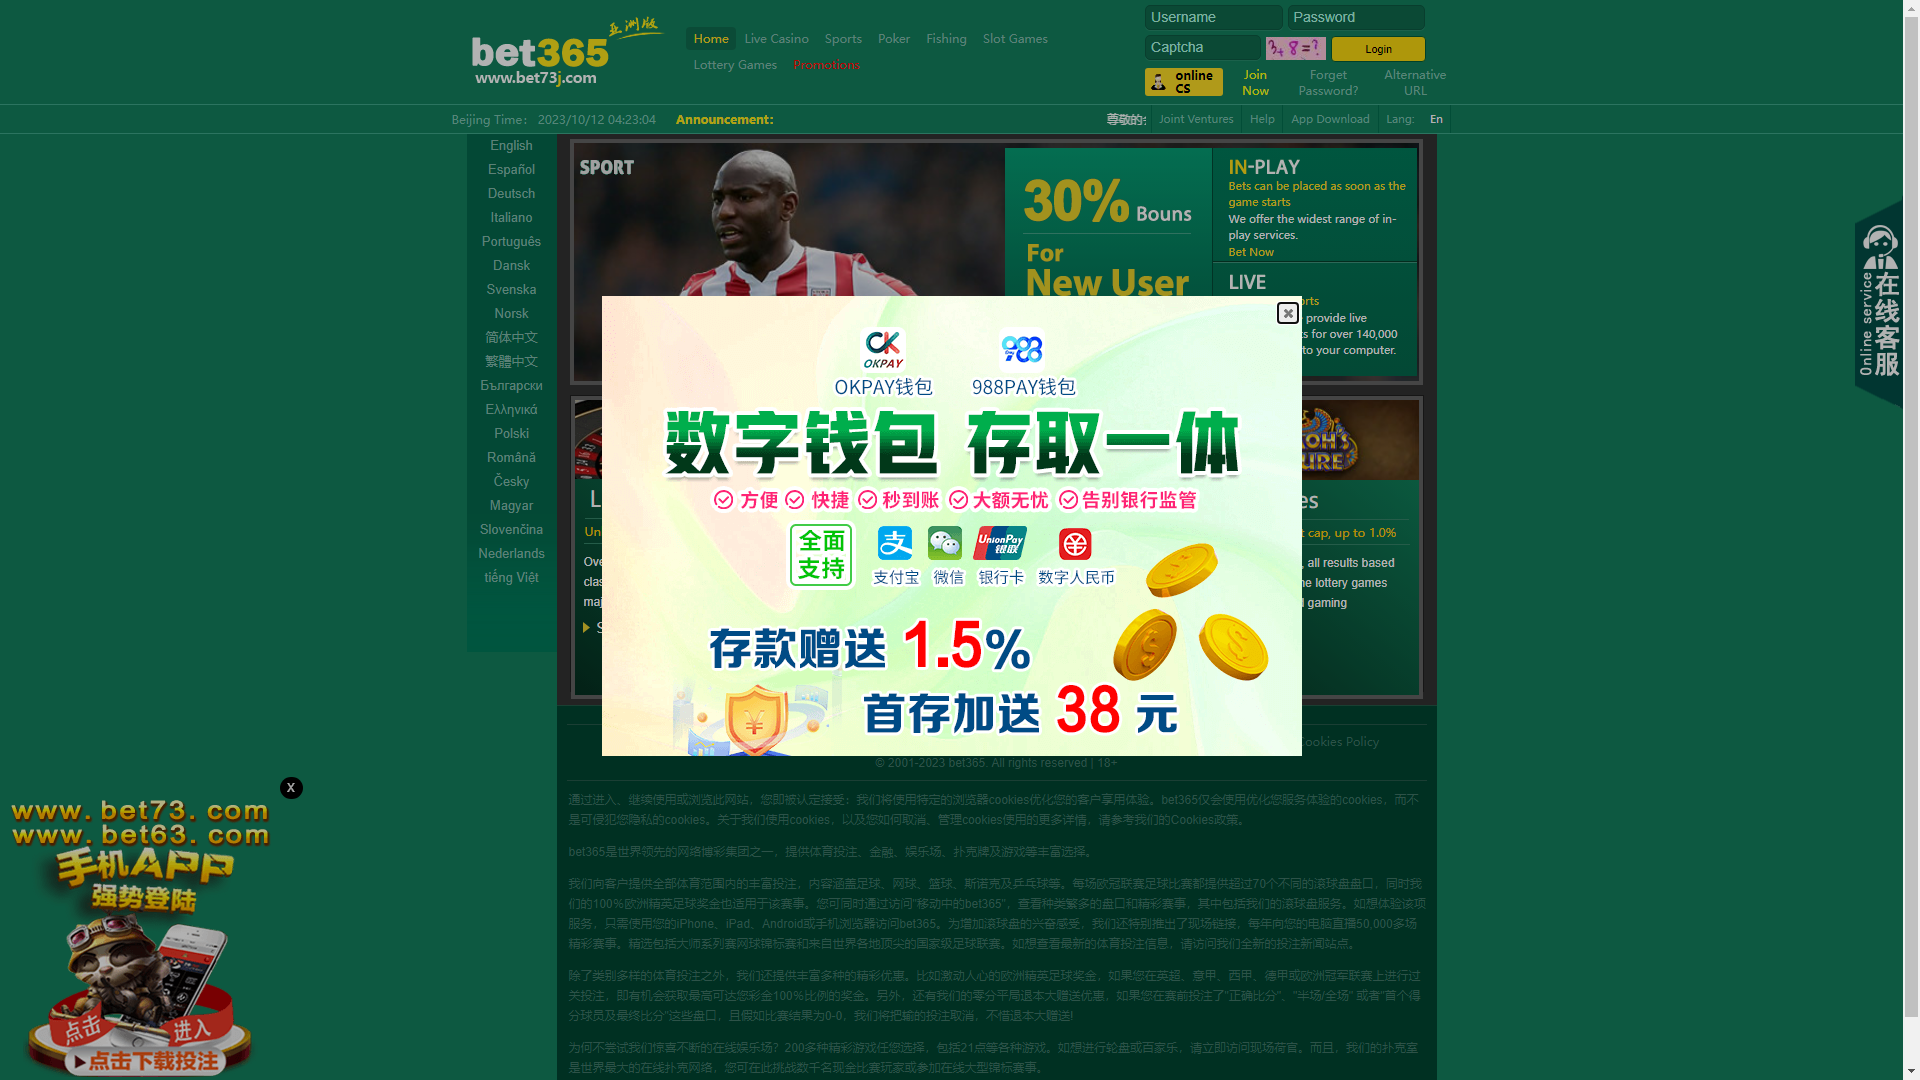 bet365
亚洲版
www.bet73j.com
Home
Live Casino
Sports
Poker
Fishing
Slot Games
Lottery Games
Promotions
Username
Password
Captcha
3+8=?
Login
online
CS
Join
Now
Forget
Password?
Alternative
URL
Beijing Time：
2023/10/12 04:23:04
Announcement:
尊敬的
Joint Ventures
Help
App Download
Lang:
En
English
Español
Deutsch
Italiano
Português
Dansk
Svenska
Norsk
简体中文
繁體中文
Български
Ελληνικά
Polski
Română
Česky
Magyar
Slovenčina
Nederlands
tiếng Việt
SPORT
30% Bouns
For
New User
IN-PLAY
Bets can be placed as soon as the
game starts
We offer the widest range of in-
play services.
Bet Now
LIVE
provide live
s for over 140,000
to your computer.
CK
OKPAY
988
OKPAY钱包
988PAY钱包
数字钱包 存取一体
方便
快捷
秒到账
大额无忧
告别银行监管
全面
支持
支
UnionPay
银联
支付宝
微信
银行卡
数字人民币
存款赠送 1.5%
首存加送 38 元
L
Un
Ove
clas
maj
S
es
t cap, up to 1.0%
, all results based
ne lottery games
l gaming
Cookies Policy
© 2001-2023 bet365. All rights reserved | 18+
通过进入、继续使用或浏览此网站，您即被认定接受：我们将使用特定的浏览器cookies优化您的客户享用体验。bet365仅会使用优化您服务体验的cookies，而不
是可侵犯您隐私的cookies。关于我们使用cookies，以及您如何取消、管理cookies使用的更多详情，请参考我们的Cookies政策。
bet365是世界领先的网络博彩集团之一，提供体育投注、金融、娱乐场、扑克牌及游戏等丰富选择。
我们向客户提供全部体育范围内的丰富投注，内容涵盖足球、网球、篮球、斯诺克及乒乓球等。每场欧冠联赛足球比赛都提供超过70个不同的滚球盘盘口，同时我
们的100%欧洲精英足球奖金也适用于该赛事。您可同时通过访问"移动中的bet365"，查看种类繁多的盘口和精彩赛事，其中包括我们的滚球盘服务。如想体验该项
服务，只需使用您的iPhone、iPad、Android或手机浏览器访问bet365。为增加滚球盘的兴奋感受，我们还特别推出了现场链接，每年向您的电脑直播50,000多场
精彩赛事。精选包括大师系列赛网球锦标赛和来自世界各地顶尖的国家级足球联赛。如想查看最新的体育投注信息，请访问我们全新的投注新闻站点。
除了类别多样的体育投注之外，我们还提供丰富多种的精彩优惠。比如激动人心的欧洲精英足球奖金，如果您在英超、意甲、西甲、德甲或欧洲冠军联赛上进行过
关投注，即有机会获取最高可达您彩金100％比例的奖金。另外，还有我们的零分平局退本大赠送优惠，如果您在赛前投注了"正确比分"、"半场/全场" 或者"首个得
分球员及最终比分"这些盘口，且假如比赛结果为0-0，我们将把输的投注取消，不惜退本大赠送!
为何不尝试我们惊喜不断的在线娱乐场？200多种精彩游戏任您选择，包括21点等各种游戏。如想进行轮盘或百家乐，请立即访问现场荷官。而且，我们的扑克室
是世界最大的在线扑克网络，您可在此挑战数千名现金比赛玩家或参加在线大型锦标赛事。
Online service
在线客服
X
www.bet73.com
www.bet63.com
手机APP
强势登陆
点击
进入
点击下载投注